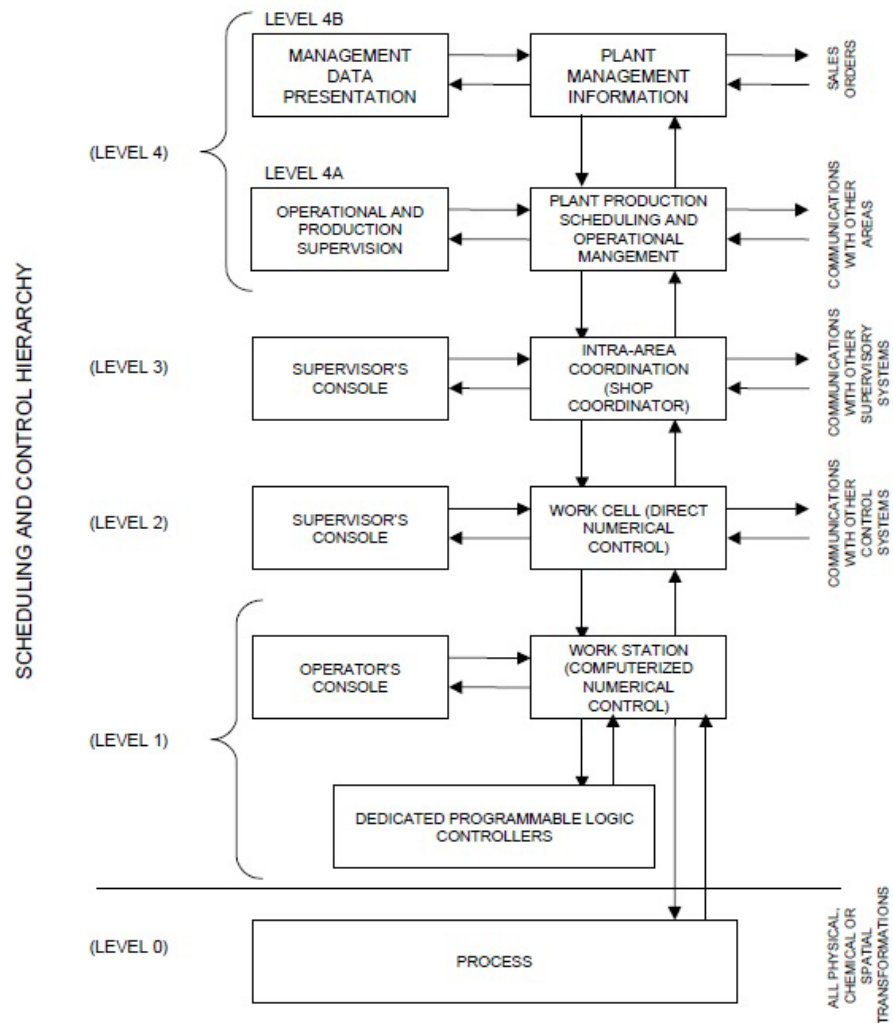 LEVEL 4B
MANAGEMENT
DATA
PRESENTATION
PLANT
MANAGEMENT
INFORMATION
SALES
ORDERS
(LEVEL 4)
LEVEL 4A
OPERATIONAL AND
PRODUCTION
SUPERVISION
PLANT PRODUCTION
SCHEDULING AND
OPERATIONAL
MANGEMENT
COMMUNICATIONS
WITH OTHER
AREAS
SCHEDULING AND CONTROL HIERARCHY
(LEVEL 3)
SUPERVISOR'S
CONSOLE
INTRA-AREA
COORDINATION
(SHOP
COORDINATOR)
COMMUNICATIONS
WITH OTHER
SUPERVISORY
SYSTEMS
(LEVEL 2)
SUPERVISOR'S
CONSOLE
WORK CELL (DIRECT
NUMERICAL
CONTROL)
COMMUNICATIONS
WITH OTHER
CONTROL
SYSTEMS
(LEVEL 1)
OPERATOR'S
CONSOLE
WORK STATION
(COMPUTERIZED
NUMERICAL
CONTROL)
DEDICATED PROGRAMMABLE LOGIC
CONTROLLERS
(LEVEL 0)
PROCESS
ALL PHYSICAL,
CHEMICAL OR
SPATIAL
TRANSFORMATIONS